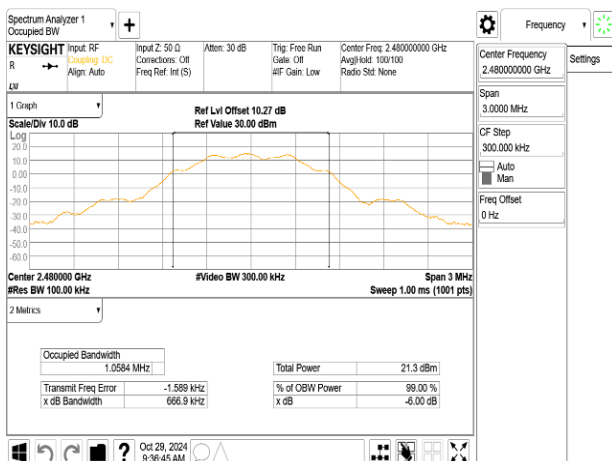 Spectrum Analyzer 1
Occupied BW
+
KEYSIGHT
R
LXI
Input: RF
Coupling: DC
Align: Auto
Input Z: 50 Ω
Corrections: Off
Freq Ref: Int (S)
Atten: 30 dB
Trig: Free Run
Gate: Off
#IF Gain: Low
Center Freq: 2.480000000 GHz
Avg|Hold: 100/100
Radio Std: None
1 Graph
Scale/Div 10.0 dB
Ref Lvl Offset 10.27 dB
Ref Value 30.00 dBm
Log
20.0
10.0
0.00
-10.0
-20.0
-30.0
-40.0
-50.0
-60.0
Center 2.480000 GHz
#Res BW 100.00 kHz
#Video BW 300.00 kHz
Span 3 MHz
Sweep 1.00 ms (1001 pts)
2 Metrics
Occupied Bandwidth
1.0584 MHz
Transmit Freq Error -1.589 kHz
x dB Bandwidth 666.9 kHz
Total Power 21.3 dBm
% of OBW Power 99.00 %
x dB -6.00 dB
?
Oct 29, 2024
9:36:45 AM
Frequency
Center Frequency
2.480000000 GHz
Span
3.0000 MHz
CF Step
300.000 kHz
Auto
Man
Freq Offset
0 Hz
Settings